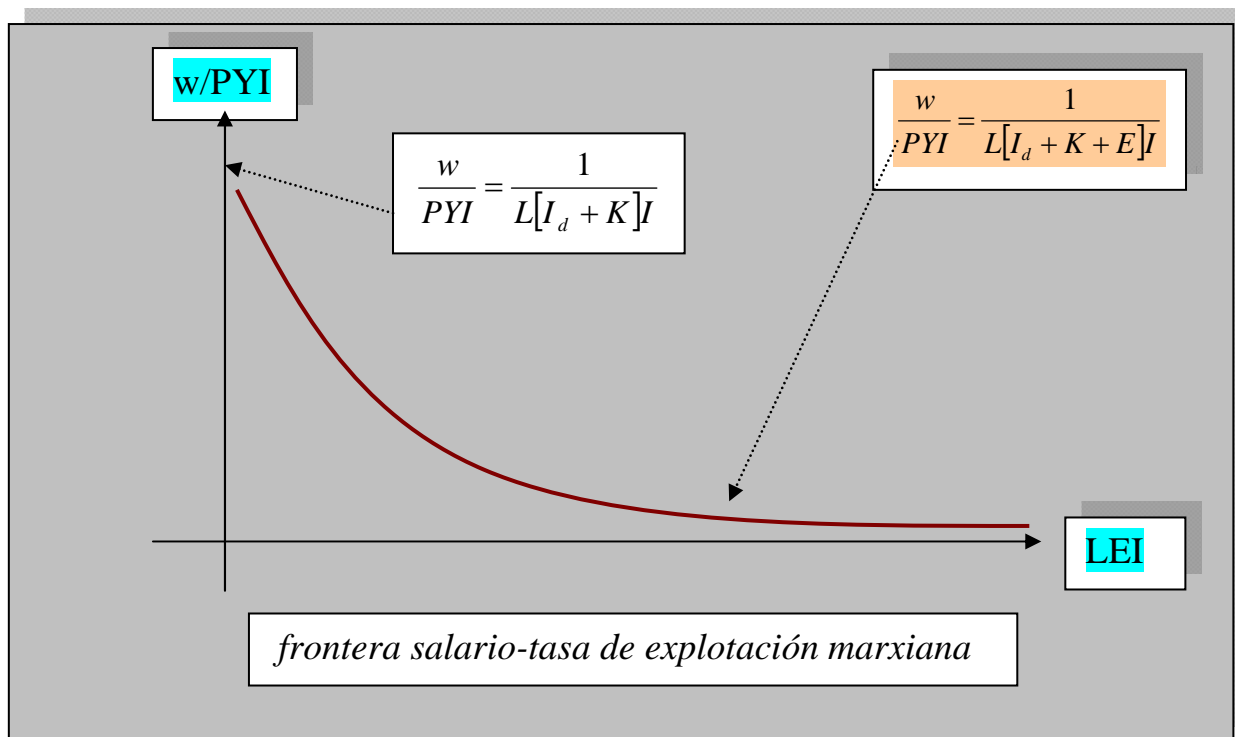 w/PYI
w/PYI = 1/L[I_d + K + E]I
w/PYI = 1/L[I_d + K]I
LEI
frontera salario-tasa de explotación marxiana